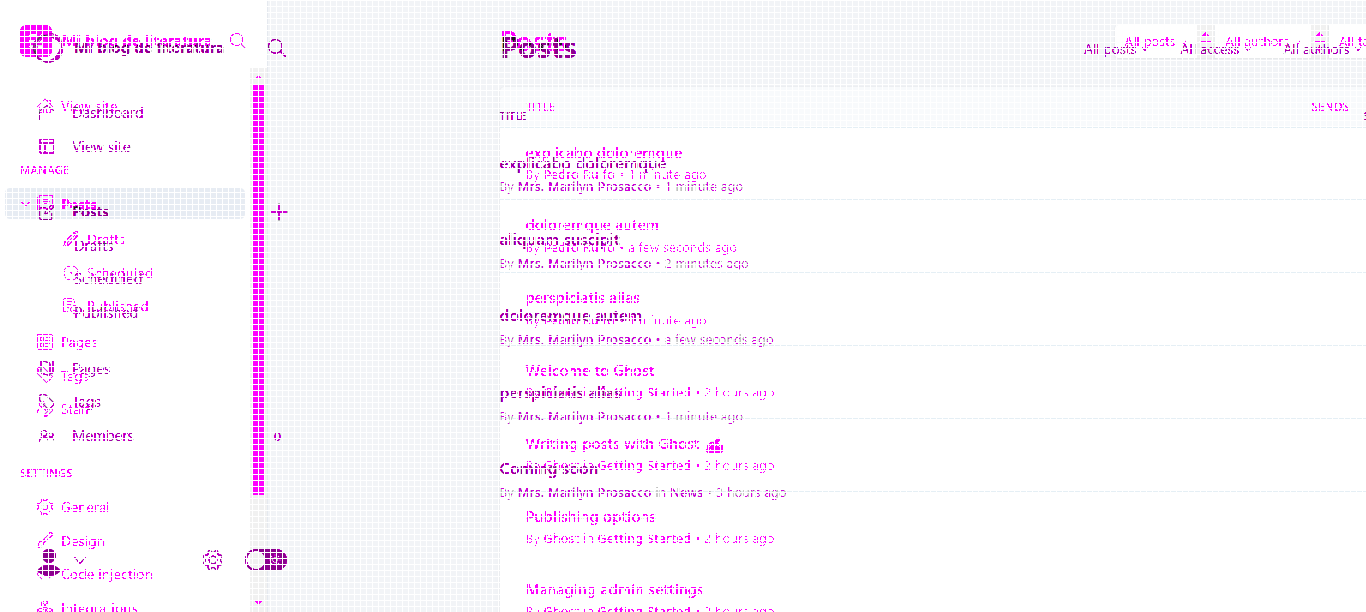 Mi blog de literatura
Mi blog de literatura
Posts
Posts
All posts
All authors
All posts
All access
All authors
View site
Dashboard
View site
MANAGE
Posts
Posts
Drafts
Drafts
Scheduled
Scheduled
Published
Published
Pages
Pages
Tags
Tags
Staff
Members
0
SETTINGS
General
Design
Code injection
Integrations
TITLE
SENDS
TITLE
explicabo doloremque
explicabo doloremque
By Pedro Rufo • 1 minute ago
By Mrs. Marilyn Prosacco • 1 minute ago
doloremque autem
aliquam suscipit
By Pedro Rufo • a few seconds ago
By Mrs. Marilyn Prosacco • 2 minutes ago
perspiciatis alias
doloremque autem
By Pedro Rufo • 1 minute ago
By Mrs. Marilyn Prosacco • a few seconds ago
Welcome to Ghost
perspiciatis alias
Getting Started • 2 hours ago
By Mrs. Marilyn Prosacco • 1 minute ago
Writing posts with Ghost
By Ghost in Getting Started • 2 hours ago
Coming soon
By Mrs. Marilyn Prosacco in News • 3 hours ago
Publishing options
By Ghost in Getting Started • 2 hours ago
Managing admin settings
By Ghost in Getting Started • 2 hours ago